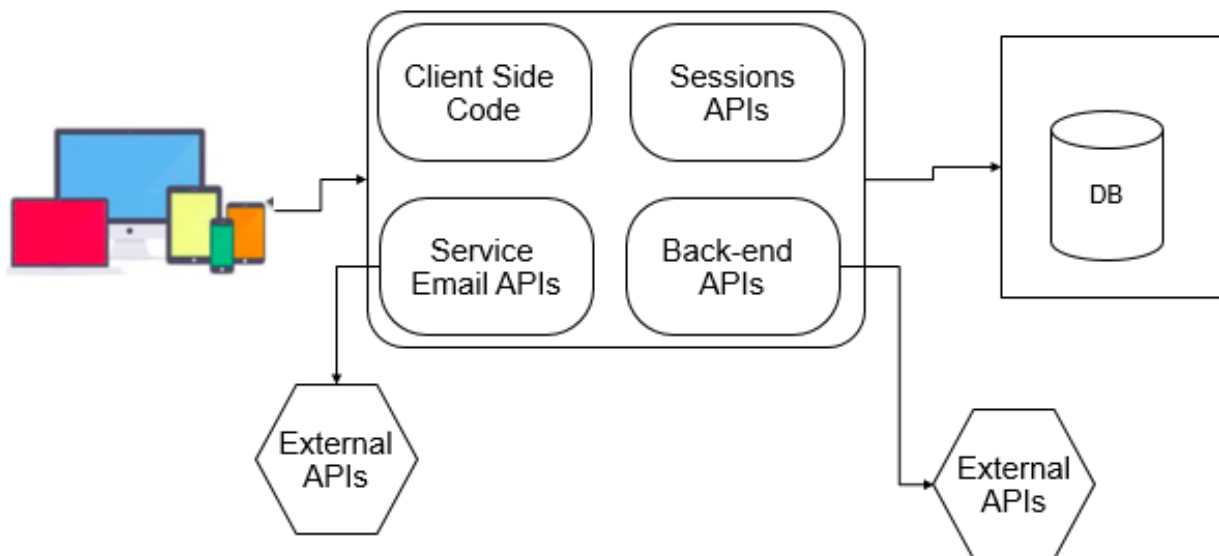 Client Side
Code
Sessions
APIs
Service
Email APIs
Back-end
APIs
DB
External
APIs
External
APIs